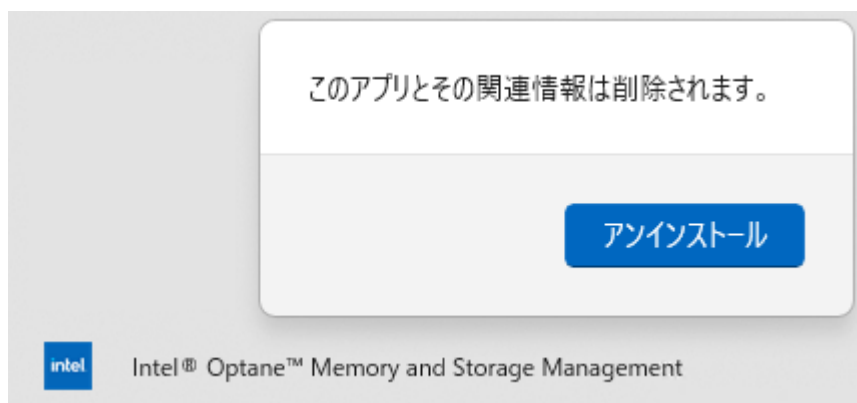 このアプリとその関連情報は削除されます。
アンインストール
intel
Intel® Optane™ Memory and Storage Management